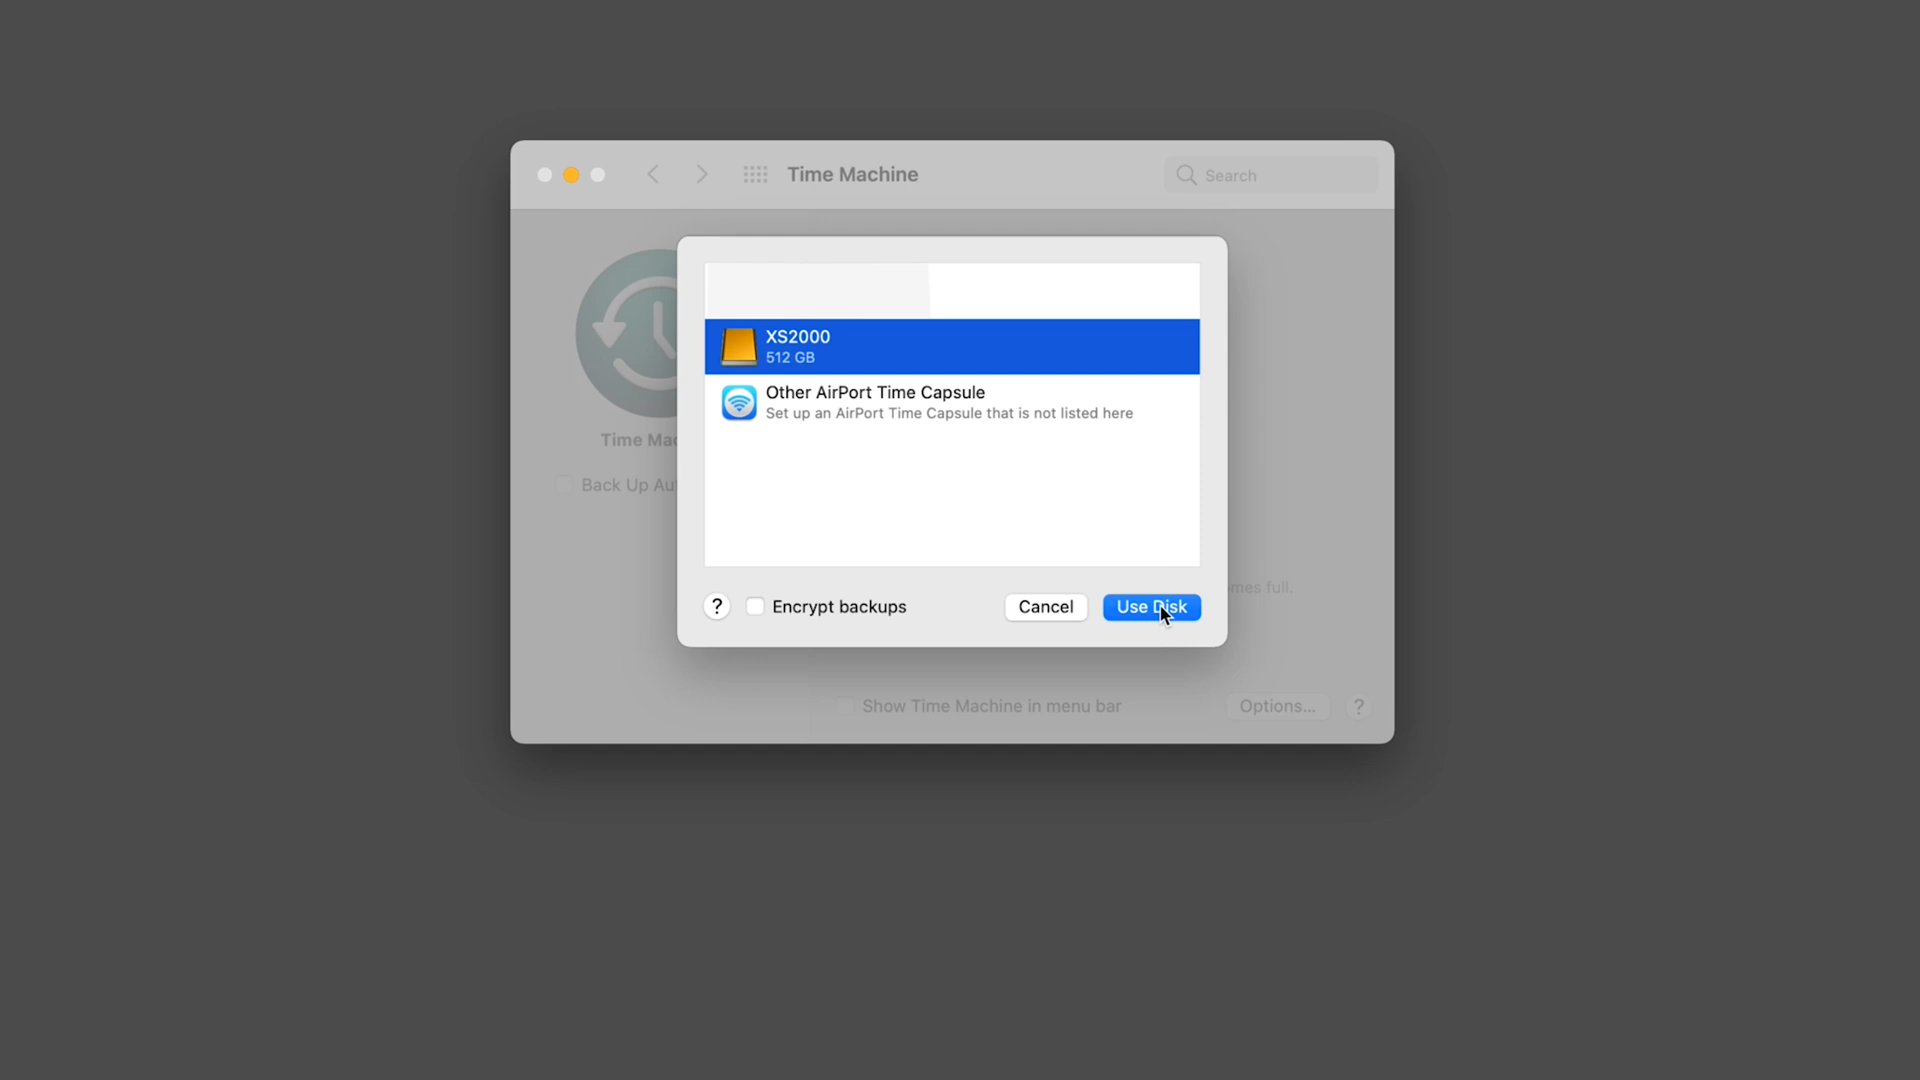 Time Machine
Search
XS2000
512 GB
Other AirPort Time Capsule
Set up an AirPort Time Capsule that is not listed here
Time Mac
Back Up Au
mes full.
?
Encrypt backups
Cancel
Use Disk
Show Time Machine in menu bar
Options...
?